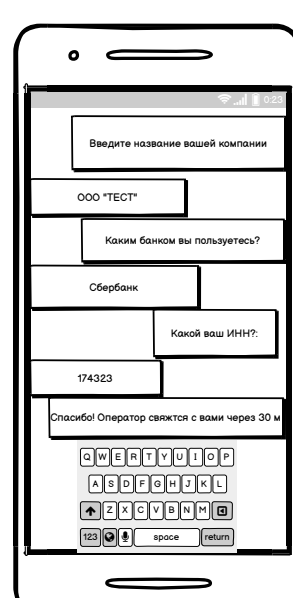 0:23
Введите название вашей компании
ООО "ТЕСТ"
Каким банком вы пользуетесь?
Сбербанк
Какой ваш ИНН?:
174323
Спасибо! Оператор свяжтся с вами через 30 м
Q W E R T Y U I O P
A S D F G H J K L
Z X C V B N M
123 space return